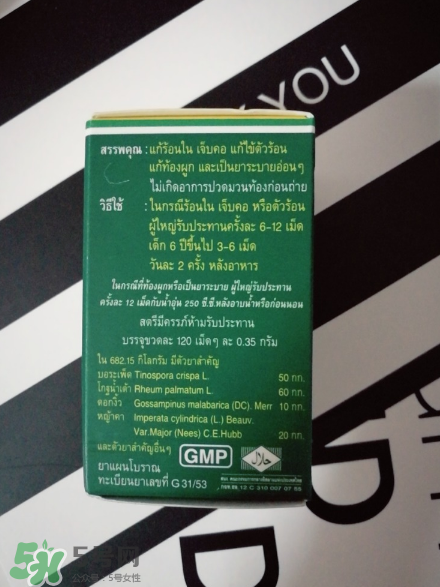 YOU
สรรพคุณ : แก้ร้อนใน เจ็บคอ แก้ไข้ตัวร้อน
แก้ท้องผูก และเป็นยาระบายอ่อนๆ
ไม่เกิดอาการปวดมวนท้องก่อนถ่าย
วิธีใช้ : ในกรณีร้อนใน เจ็บคอ หรือตัวร้อน
ผู้ใหญ่รับประทานครั้งละ 6-12 เม็ด
เด็ก 6 ปีขึ้นไป 3-6 เม็ด
วันละ 2 ครั้ง หลังอาหาร
ในกรณีที่ท้องผูกหรือเป็นยาระบาย ผู้ใหญ่รับประทาน
ครั้งละ 12 เม็ดกับน้ำอุ่น 250 ซี.ซี.หลังอาบน้ำหรือก่อนนอน
สตรีมีครรภ์ห้ามรับประทาน
บรรจุขวดละ 120 เม็ดๆ ละ 0.35 กรัม
ใน 682.15 กิโลกรัม มีตัวยาสำคัญ
บอระเพ็ด Tinospora crispa L. 50 กก.
โกฐน้ำเต้า Rheum palmatum L. 60 กก.
ดอกงิ้ว Gossampinus malabarica (DC). Merr 10 กก.
หญ้าคา Imperata cylindrica (L.) Beauv.
Var.Major (Nees) C.E.Hubb 20 กก.
และตัวยาสำคัญอื่นๆ
GMP
حلال
ยาแผนโบราณ
ทะเบียนยาเลขที่ G 31/53
5号网
公众号：5号女性